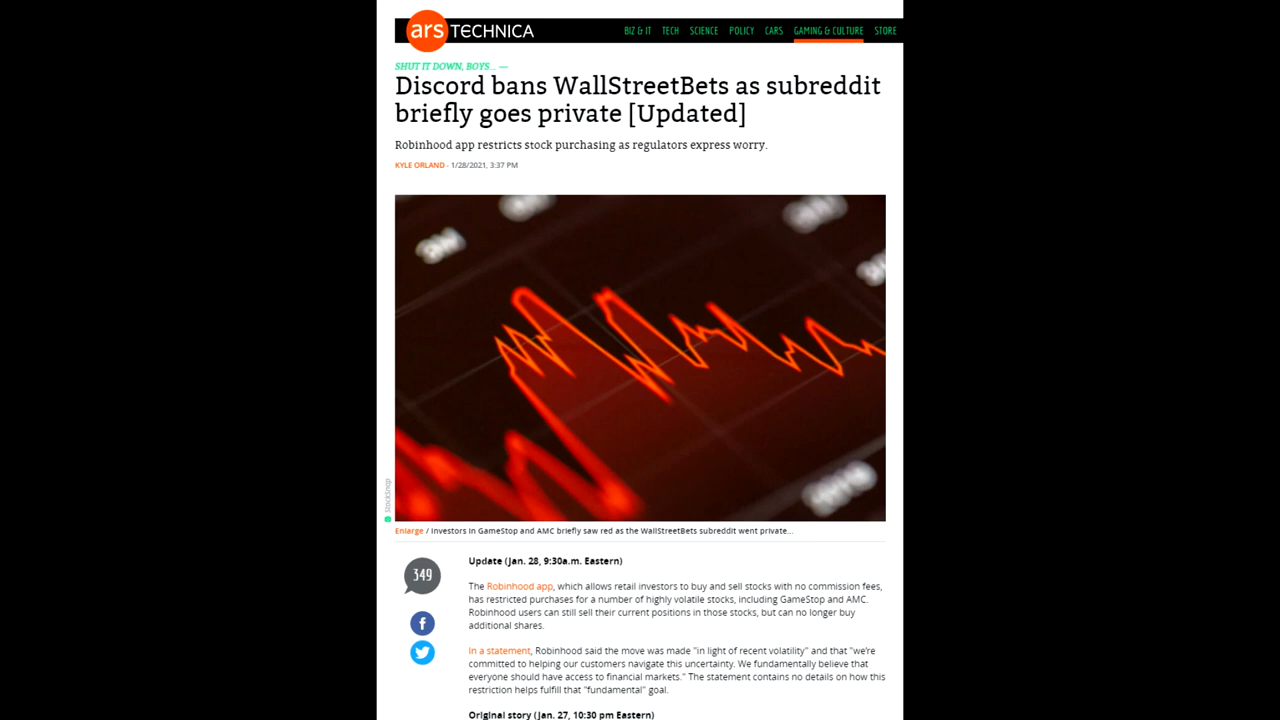 ars TECHNICA
BIZ & IT TECH SCIENCE POLICY CARS GAMING & CULTURE STORE
SHUT IT DOWN, BOYS... —
Discord bans WallStreetBets as subreddit
briefly goes private [Updated]
Robinhood app restricts stock purchasing as regulators express worry.
KYLE ORLAND - 1/28/2021, 3:37 PM
StockSnap
Enlarge / Investors in GameStop and AMC briefly saw red as the WallStreetBets subreddit went private...
349
Update (Jan. 28, 9:30a.m. Eastern)
The Robinhood app, which allows retail investors to buy and sell stocks with no commission fees,
has restricted purchases for a number of highly volatile stocks, including GameStop and AMC.
Robinhood users can still sell their current positions in those stocks, but can no longer buy
additional shares.
In a statement, Robinhood said the move was made "in light of recent volatility" and that "we're
committed to helping our customers navigate this uncertainty. We fundamentally believe that
everyone should have access to financial markets." The statement contains no details on how this
restriction helps fulfill that "fundamental" goal.
Original story (Jan. 27, 10:30 pm Eastern)